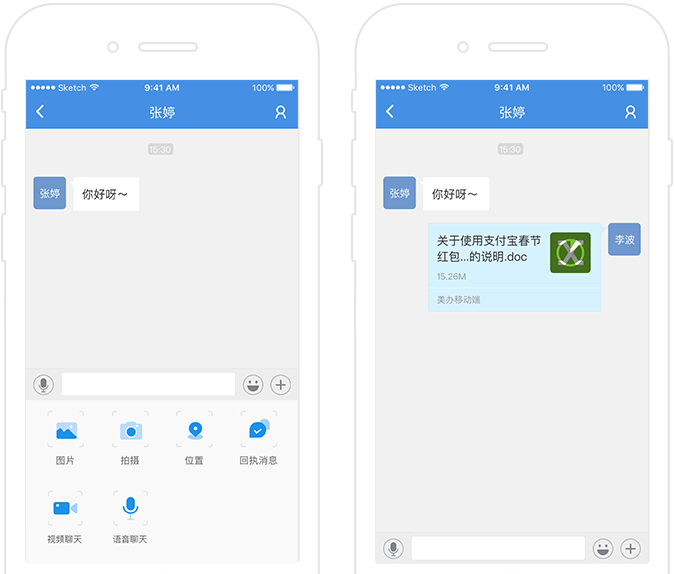 Sketch 9:41 AM 100%
张婷
15:30
张婷
你好呀～
图片
拍摄
位置
回执消息
视频聊天
语音聊天
Sketch 9:41 AM 100%
张婷
15:30
张婷
你好呀～
关于使用支付宝春节
红包...的说明.doc
15.26M
美办移动端
李波